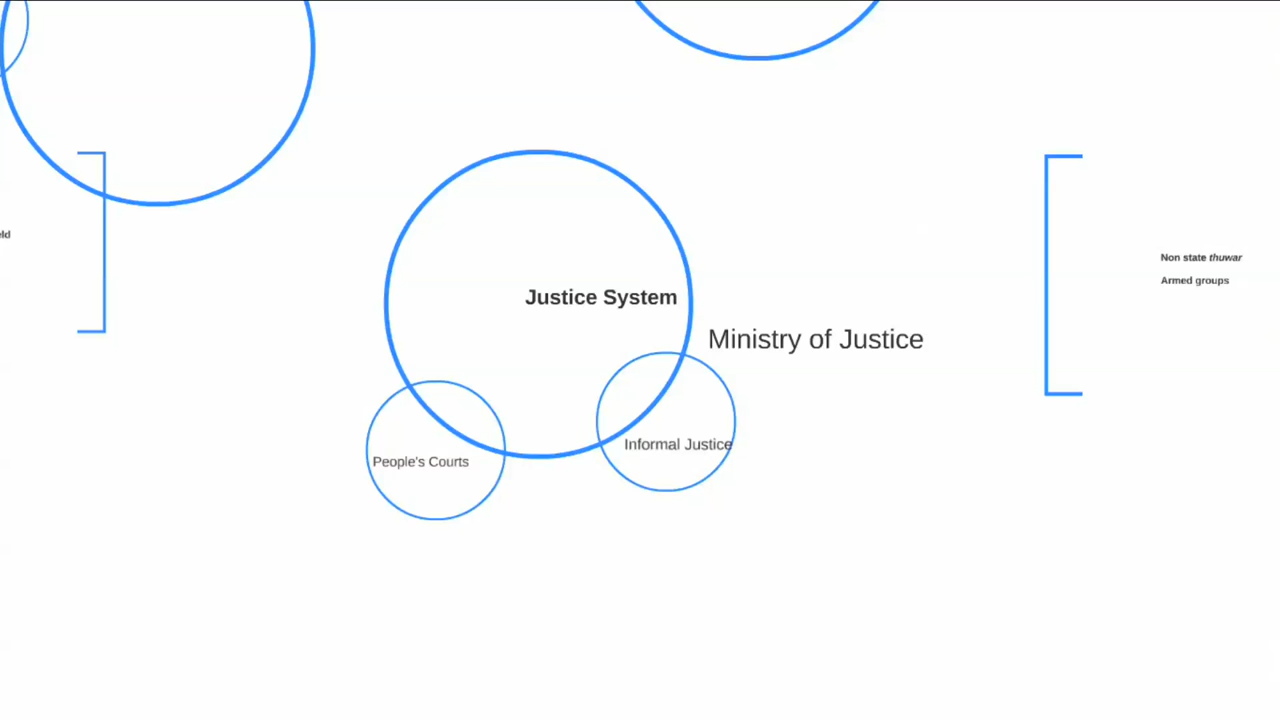 Non state thuwar
Armed groups
Justice System
Ministry of Justice
Informal Justice
People's Courts